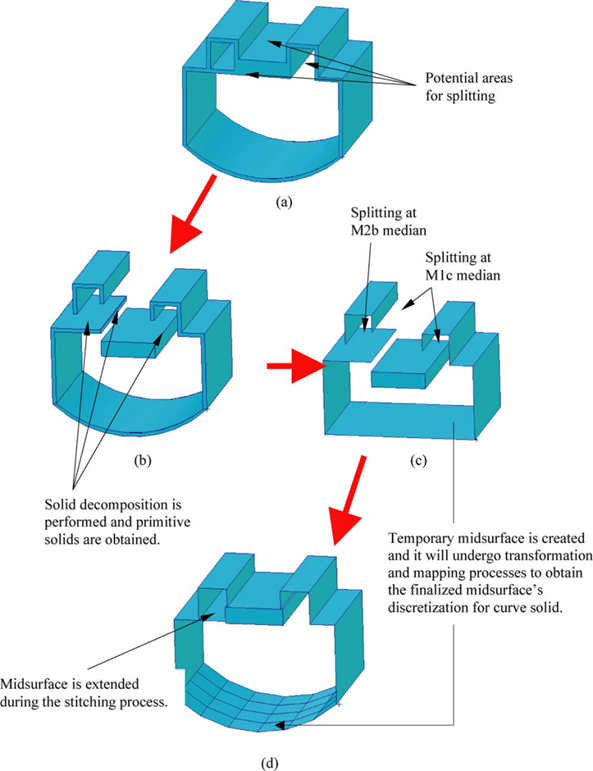 Potential areas
for splitting
(a)
Splitting at
M2b median
Splitting at
M1c median
(b)
(c)
Solid decomposition is
performed and primitive
solids are obtained.
Temporary midsurface is created
and it will undergo transformation
and mapping processes to obtain
the finalized midsurface's
discretization for curve solid.
Midsurface is extended
during the stitching process.
(d)